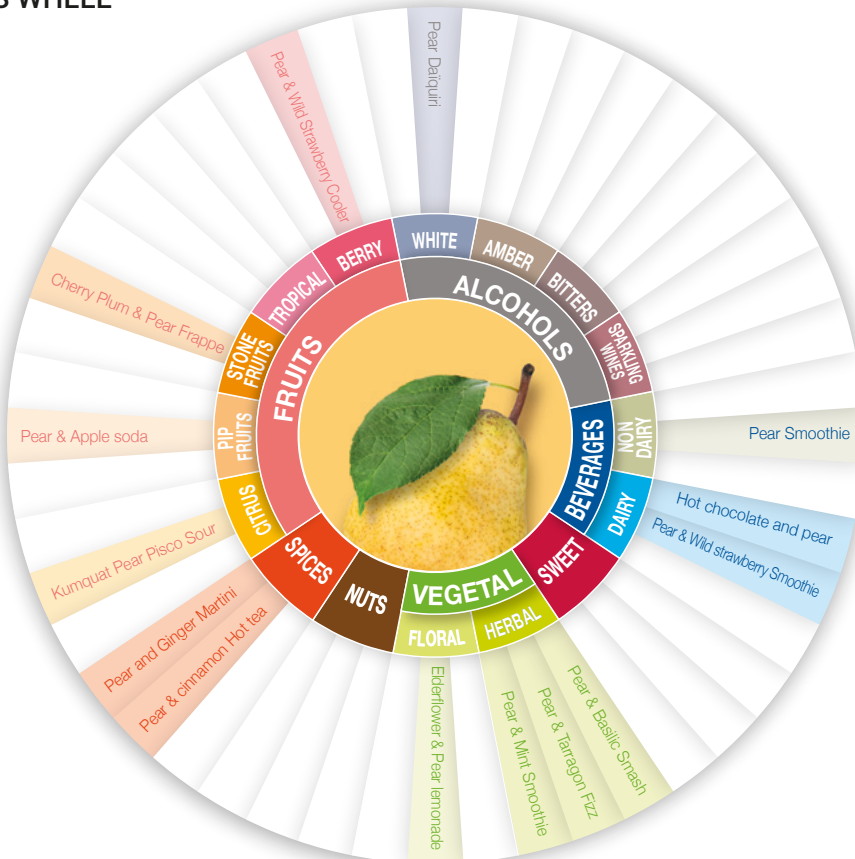 S WHEEL
Pear Daïquiri
Pear & Wild Strawberry Cooler
Cherry Plum & Pear Frappe
Pear & Apple soda
Kumquat Pear Pisco Sour
Pear and Ginger Martini
Pear & cinnamon Hot tea
Elderflower & Pear lemonade
Pear & Mint Smoothie
Pear & Tarragon Fizz
Pear & Basilic Smash
Pear & Wild strawberry Smoothie
Hot chocolate and pear
Pear Smoothie
WHITE
AMBER
BITTERS
SPARKLING
WINES
NON
DAIRY
DAIRY
SWEET
HERBAL
FLORAL
NUTS
SPICES
CITRUS
PIP
FRUITS
STONE
FRUITS
TROPICAL
BERRY
ALCOHOLS
BEVERAGES
VEGETAL
FRUITS